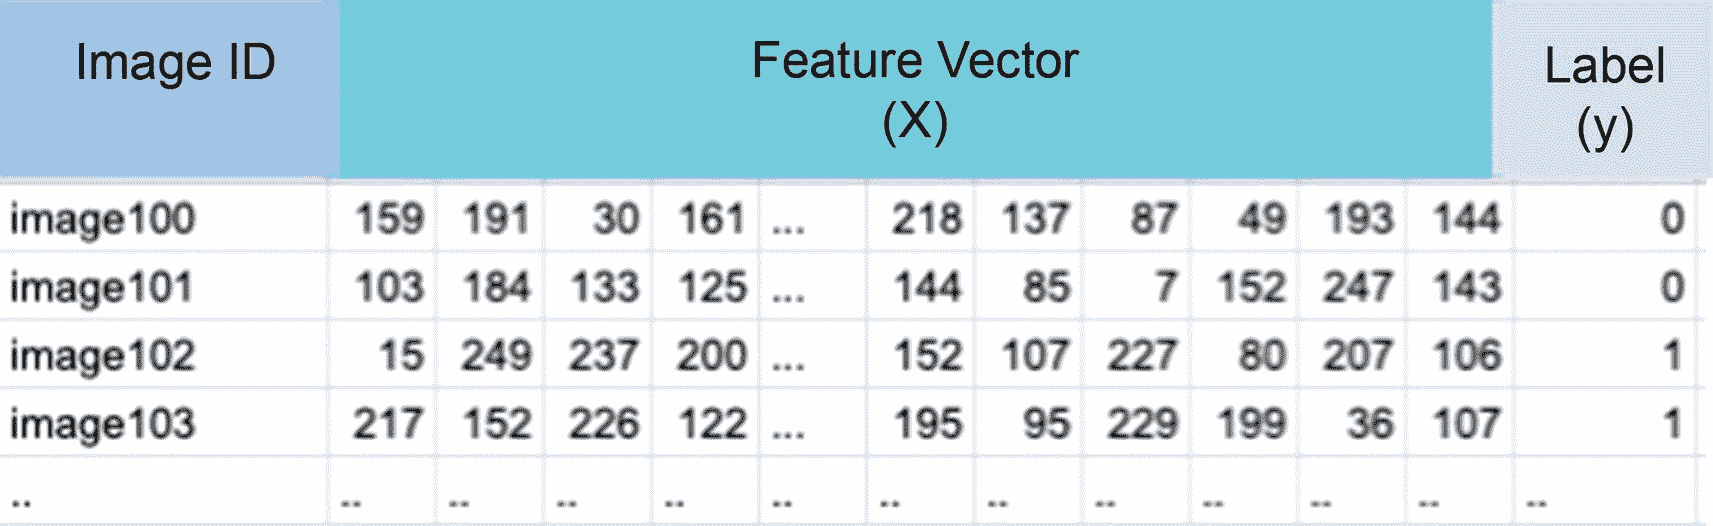 Image ID Feature Vector Label
(X) (y)
image100 159 191 30 161 ... 218 137 87 49 193 144 0
image101 103 184 133 125 ... 144 85 7 152 247 143 0
image102 15 249 237 200 ... 152 107 227 80 207 106 1
image103 217 152 226 122 ... 195 95 229 199 36 107 1
.. .. .. .. .. .. .. .. .. .. .. .. ..